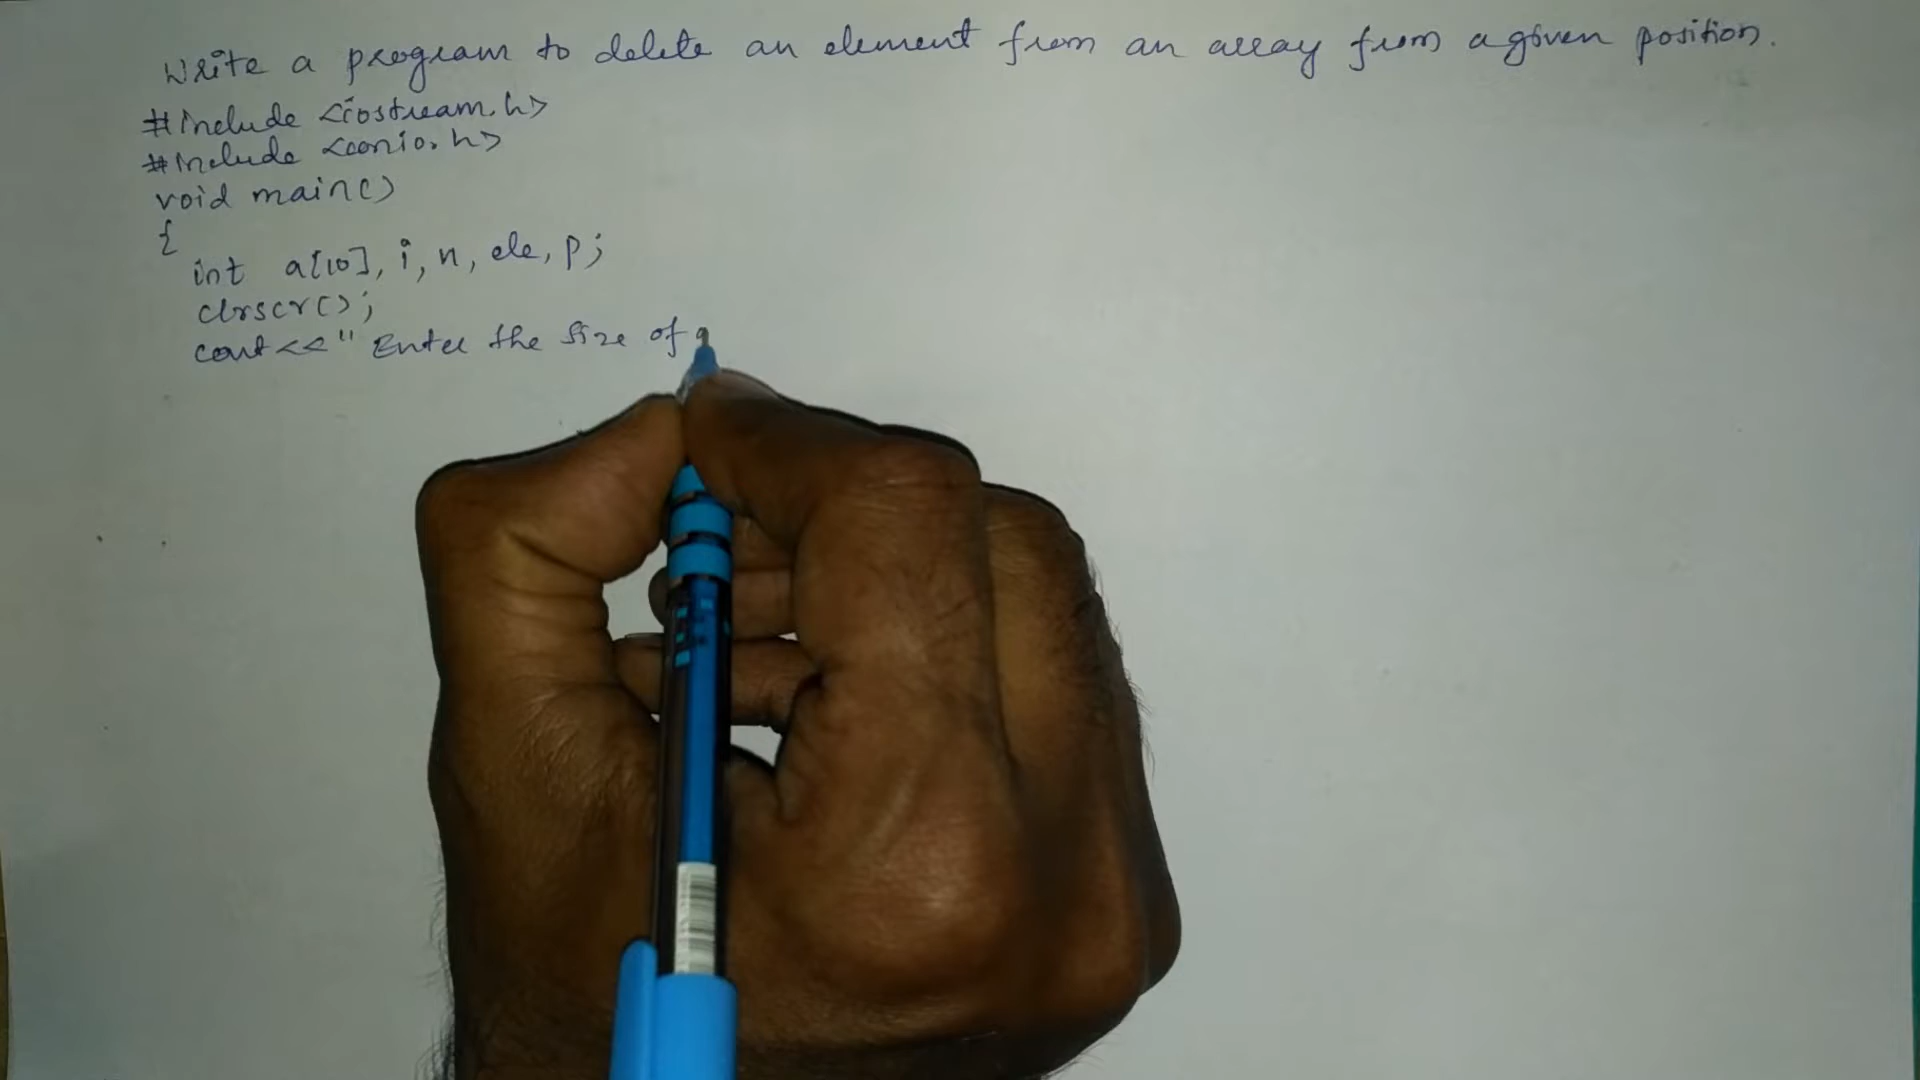 Write a program to delete an element from an array from a given position.
#include <iostream.h>
#include <conio.h>
void main()
{
int a[10], i, n, ele, p;
clrscr();
cout<<" Enter the size of a